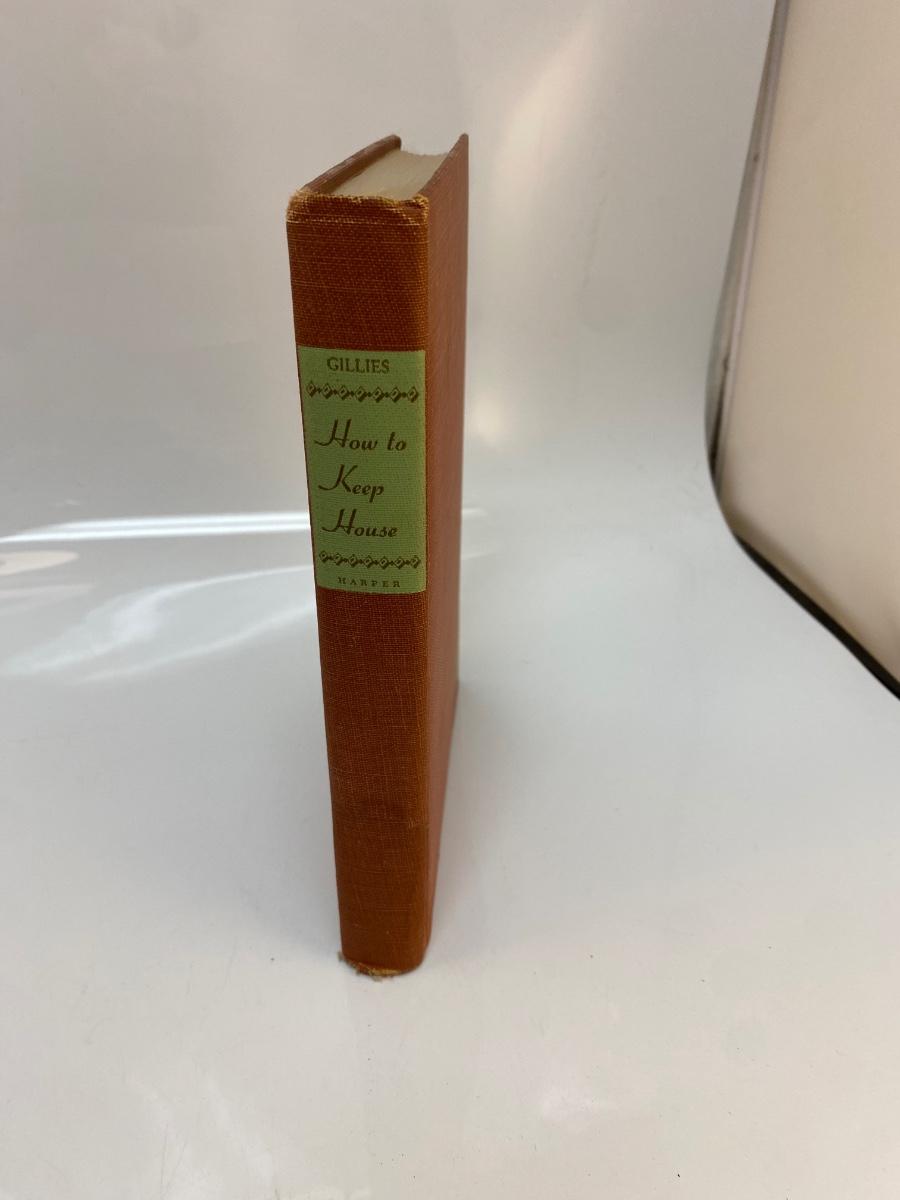 GILLIES
How to
Keep
House
HARPER